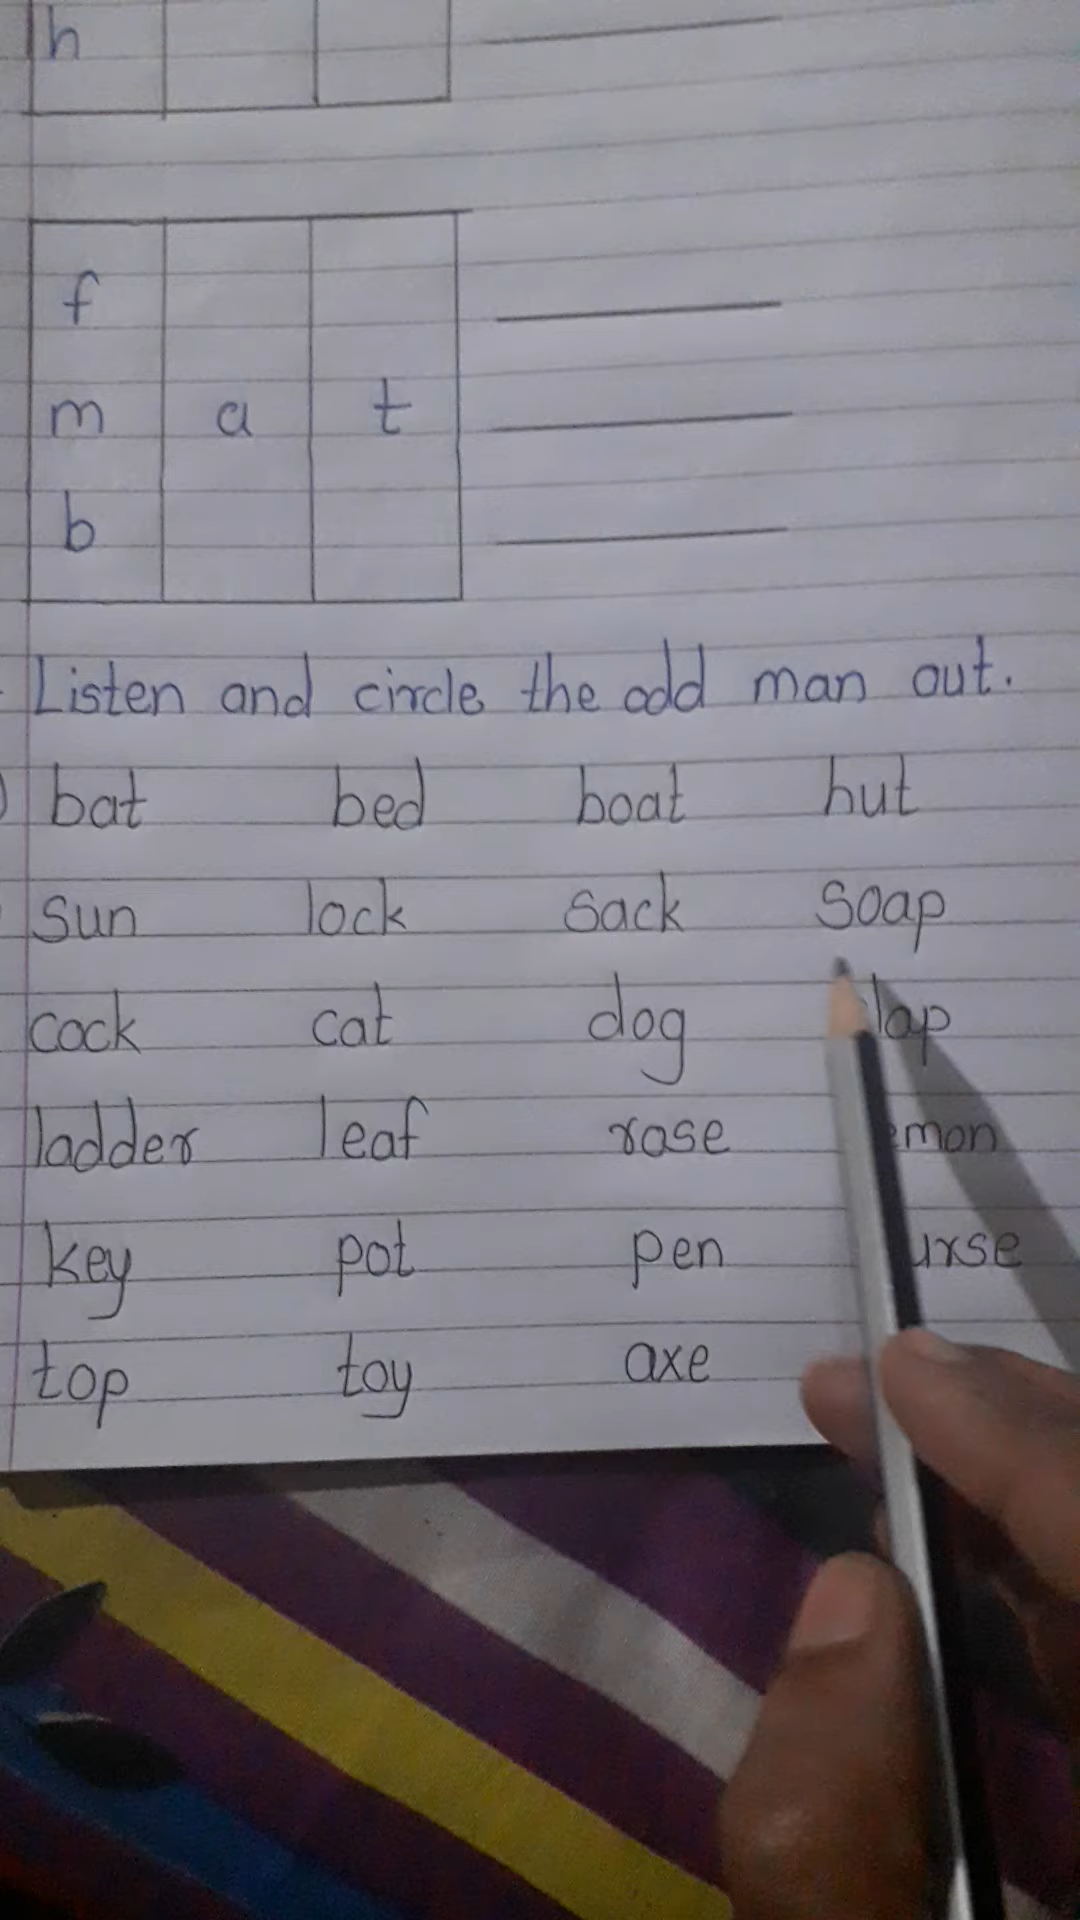 h
f
m a t
b
Listen and circle the odd man out.
bat bed boat hut
sun lock sack soap
cock cat dog
ladder leaf rose
key pot pen
top toy axe